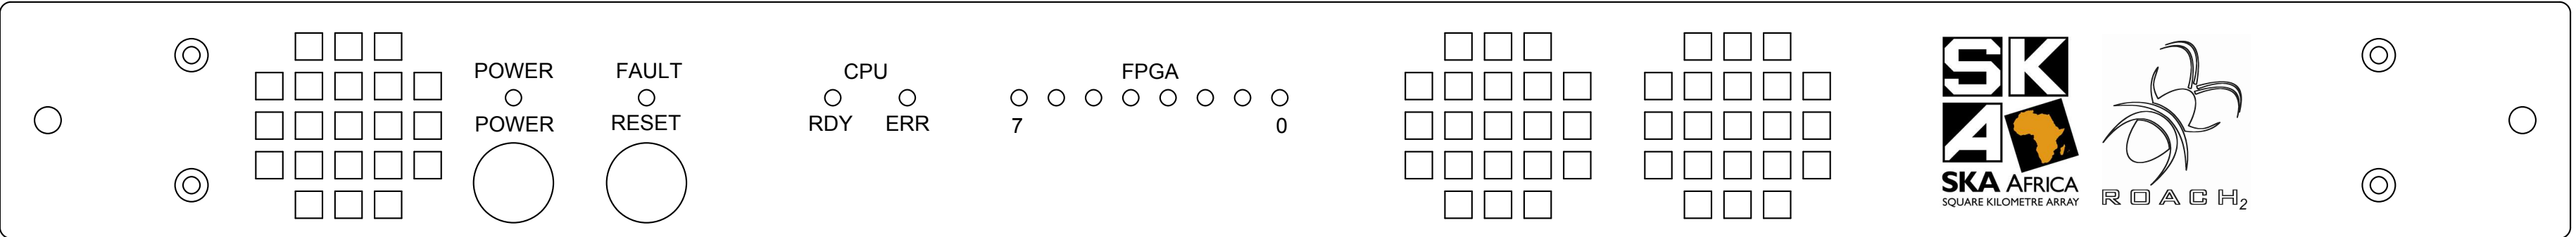 POWER
POWER
FAULT
RESET
CPU
RDY ERR
FPGA
7 0
SK
A
SKA AFRICA
SQUARE KILOMETRE ARRAY
ROACH2